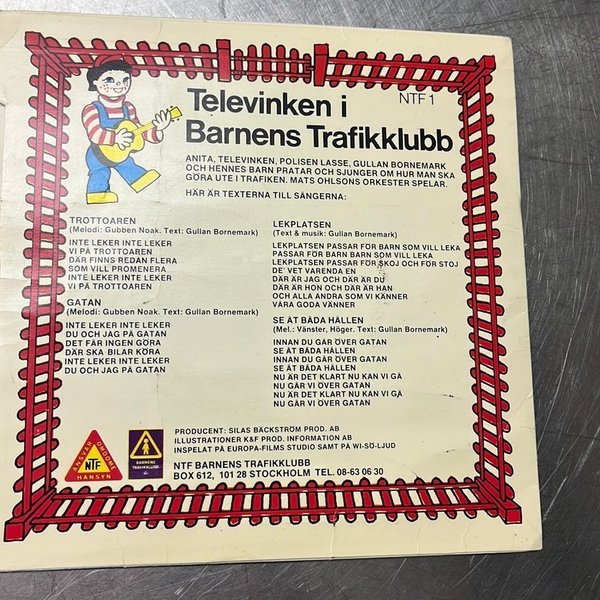 Televinken i
NTF 1
Barnens Trafikklubb
ANITA, TELEVINKEN, POLISEN LASSE, GULLAN BORNEMARK
OCH HENNES BARN PRATAR OCH SJUNGER OM HUR MAN SKA
GÖRA UTE I TRAFIKEN. MATS OHLSONS ORKESTER SPELAR.
HÄR ÄR TEXTERNA TILL SÅNGERNA:
TROTTOAREN
(Melodi: Gubben Noak. Text: Gullan Bornemark)
INTE LEKER INTE LEKER
VI PÅ TROTTOAREN
DÄR FINNS REDAN FLERA
SOM VILL PROMENERA
INTE LEKER INTE LEKER
VI PÅ TROTTOAREN
GATAN
(Melodi: Gubben Noak. Text: Gullan Bornemark)
INTE LEKER INTE LEKER
DU OCH JAG PÅ GATAN
DET FÅR INGEN GÖRA
DÄR SKA BILAR KÖRA
INTE LEKER INTE LEKER
DU OCH JAG PÅ GATAN
LEKPLATSEN
(Text & musik: Gullan Bornemark)
LEKPLATSEN PASSAR FÖR BARN SOM VILL LEKA
PASSAR FÖR BARN BARN SOM VILL LEKA
LEKPLATSEN PASSAR FÖR SKOJ OCH FÖR STOJ
DE' VET VARENDA EN
DÄR ÄR JAG OCH DÄR ÄR DU
DÄR ÄR HON OCH DÄR ÄR HAN
OCH ALLA ANDRA SOM VI KÄNNER
VÅRA GODA VÄNNER
SE ÅT BÅDA HÅLLEN
(Mel.: Vänster, Höger. Text: Gullan Bornemark)
INNAN DU GÅR ÖVER GATAN
SE ÅT BÅDA HÅLLEN
INNAN DU GÅR ÖVER GATAN
SE ÅT BÅDA HÅLLEN
NU ÄR DET KLART NU KAN VI GÅ
NU GÅR VI ÖVER GATAN
NU ÄR DET KLART NU KAN VI GÅ
NU GÅR VI ÖVER GATAN
PRODUCENT: SILAS BÄCKSTRÖM PROD. AB
ILLUSTRATIONER K&F PROD. INFORMATION AB
INSPELAT PÅ EUROPA-FILMS STUDIO SAMT PÅ WI-SÖ-LJUD
ANSVAR
OMDÖME
NTF
HÄNSYN
BARNENS
TRAFIKKLUBB
NTF BARNENS TRAFIKKLUBB
BOX 612, 101 28 STOCKHOLM TEL. 08-63 06 30